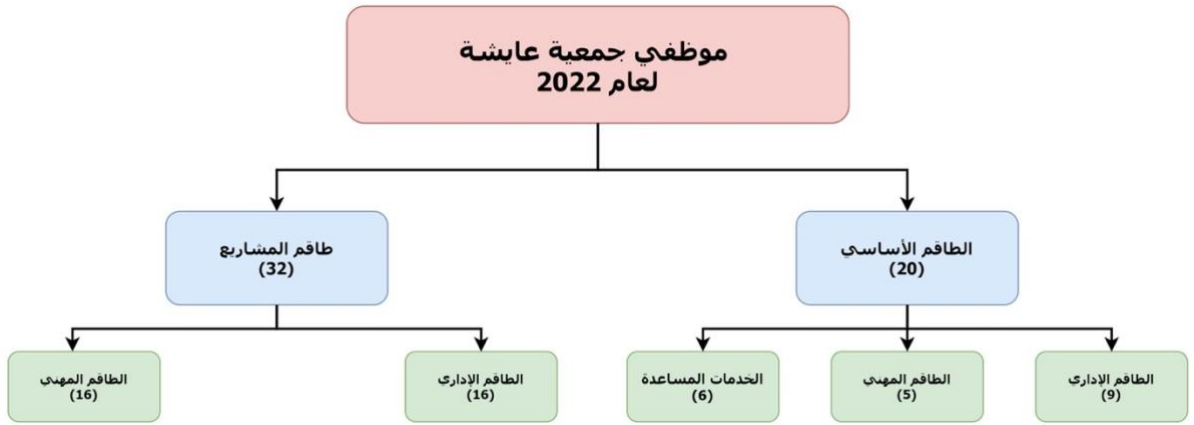 موظفي جمعية عايشة
لعام 2022
الطاقم الأساسي
(20)
طاقم المشاريع
(32)
الطاقم الإداري
(9)
الطاقم المهني
(5)
الخدمات المساعدة
(6)
الطاقم الإداري
(16)
الطاقم المهني
(16)